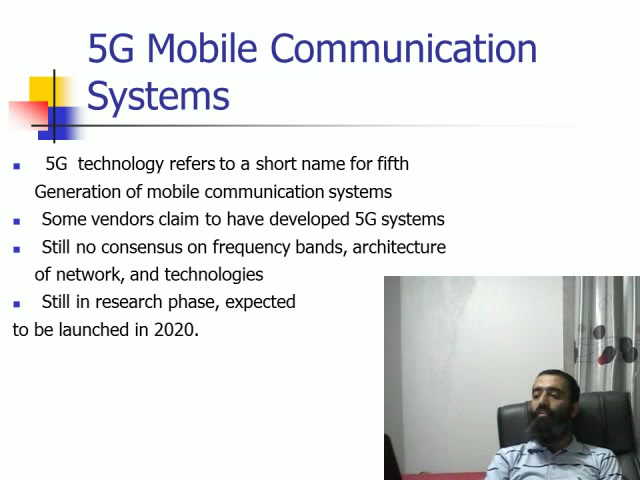 5G Mobile Communication
Systems
5G technology refers to a short name for fifth
Generation of mobile communication systems
Some vendors claim to have developed 5G systems
Still no consensus on frequency bands, architecture
of network, and technologies
Still in research phase, expected
to be launched in 2020.